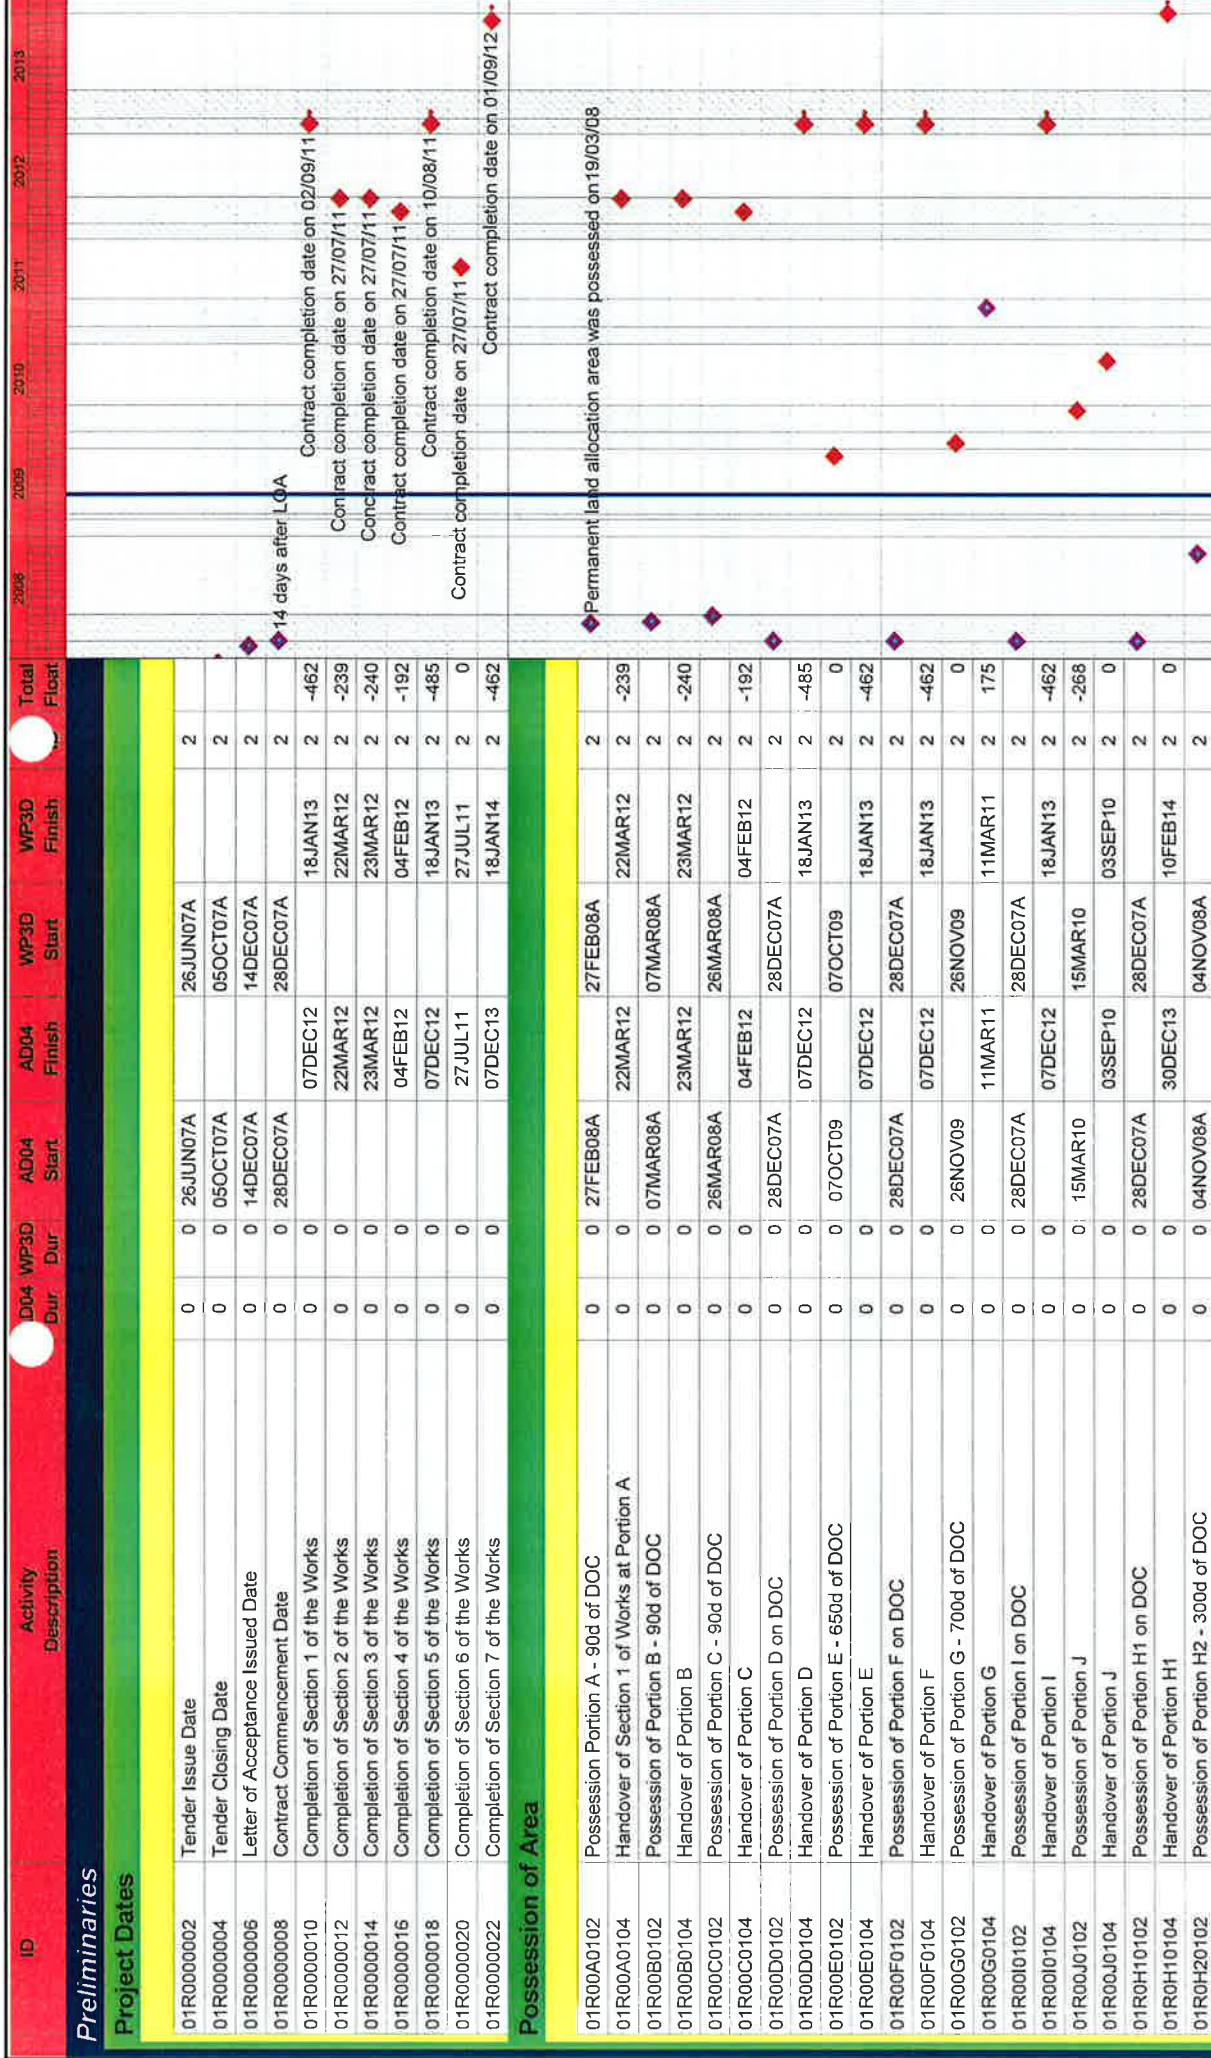 ID Activity Description D04 Dur WP3D Dur AD04 Start AD04 Finish WP3D Start WP3D Finish Total Float 2008 2009 2010 2011 2012 2013
Preliminaries
Project Dates
01R0000002 Tender Issue Date 0 0 26JUN07A 26JUN07A 2
01R0000004 Tender Closing Date 0 0 05OCT07A 05OCT07A 2
01R0000006 Letter of Acceptance Issued Date 0 0 14DEC07A 14DEC07A 2
01R0000008 Contract Commencement Date 0 0 28DEC07A 28DEC07A 2 14 days after LOA
01R0000010 Completion of Section 1 of the Works 0 0 07DEC12 18JAN13 2 -462 Contract completion date on 02/09/11
01R0000012 Completion of Section 2 of the Works 0 0 22MAR12 22MAR12 2 -239 Contract completion date on 27/07/11
01R0000014 Completion of Section 3 of the Works 0 0 23MAR12 23MAR12 2 -240 Contract completion date on 27/07/11
01R0000016 Completion of Section 4 of the Works 0 0 04FEB12 04FEB12 2 -192 Contract completion date on 27/07/11
01R0000018 Completion of Section 5 of the Works 0 0 07DEC12 18JAN13 2 -485 Contract completion date on 10/08/11
01R0000020 Completion of Section 6 of the Works 0 0 27JUL11 27JUL11 2 0 Contract completion date on 27/07/11
01R0000022 Completion of Section 7 of the Works 0 0 07DEC13 18JAN14 2 -462 Contract completion date on 01/09/12
Possession of Area
01R00A0102 Possession Portion A - 90d of DOC 0 0 27FEB08A 27FEB08A 2 Permanent land allocation area was possessed on19/03/08
01R00A0104 Handover of Section 1 of Works at Portion A 0 0 22MAR12 22MAR12 2 -239
01R00B0102 Possession of Portion B - 90d of DOC 0 0 07MAR08A 07MAR08A 2
01R00B0104 Handover of Portion B 0 0 23MAR12 23MAR12 2 -240
01R00C0102 Possession of Portion C - 90d of DOC 0 0 26MAR08A 26MAR08A 2
01R00C0104 Handover of Portion C 0 0 04FEB12 04FEB12 2 -192
01R00D0102 Possession of Portion D on DOC 0 0 28DEC07A 28DEC07A 2
01R00D0104 Handover of Portion D 0 0 07DEC12 18JAN13 2 -485
01R00E0102 Possession of Portion E - 650d of DOC 0 0 07OCT09 07OCT09 2 0
01R00E0104 Handover of Portion E 0 0 07DEC12 18JAN13 2 -462
01R00F0102 Possession of Portion F on DOC 0 0 28DEC07A 28DEC07A 2
01R00F0104 Handover of Portion F 0 0 07DEC12 18JAN13 2 -462
01R00G0102 Possession of Portion G - 700d of DOC 0 0 26NOV09 26NOV09 2 0
01R00G0104 Handover of Portion G 0 0 11MAR11 11MAR11 2 175
01R00I0102 Possession of Portion I on DOC 0 0 28DEC07A 28DEC07A 2
01R00I0104 Handover of Portion I 0 0 07DEC12 18JAN13 2 -462
01R00J0102 Possession of Portion J 0 0 15MAR10 15MAR10 2 -268
01R00J0104 Handover of Portion J 0 0 03SEP10 03SEP10 2 0
01R0H10102 Possession of Portion H1 on DOC 0 0 28DEC07A 28DEC07A 2
01R0H10104 Handover of Portion H1 0 0 30DEC13 10FEB14 2 0
01R0H20102 Possession of Portion H2 - 300d of DOC 0 0 04NOV08A 04NOV08A 2